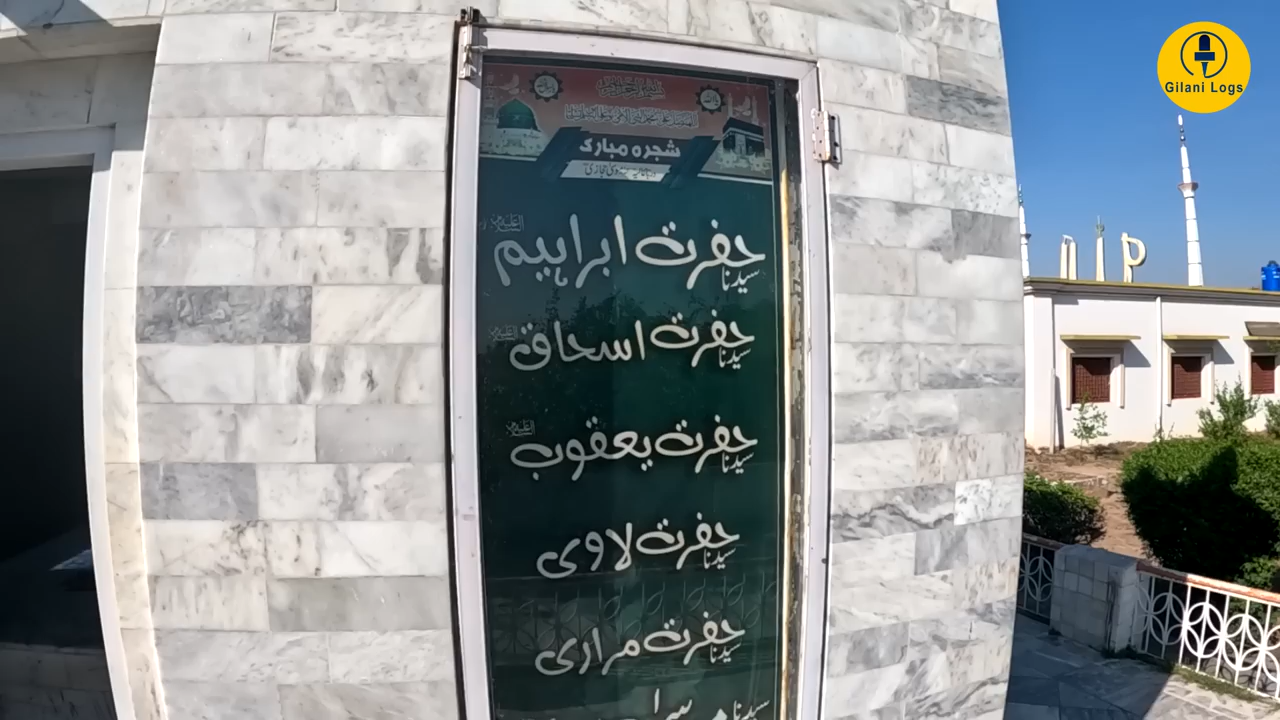 Gilani Logs
شجرہ مبارک
سیدنا حضرت ابراہیم
سیدنا حضرت اسحاق
سیدنا حضرت یعقوب
سیدنا حضرت لاوی
سیدنا حضرت مراری
سیدنا